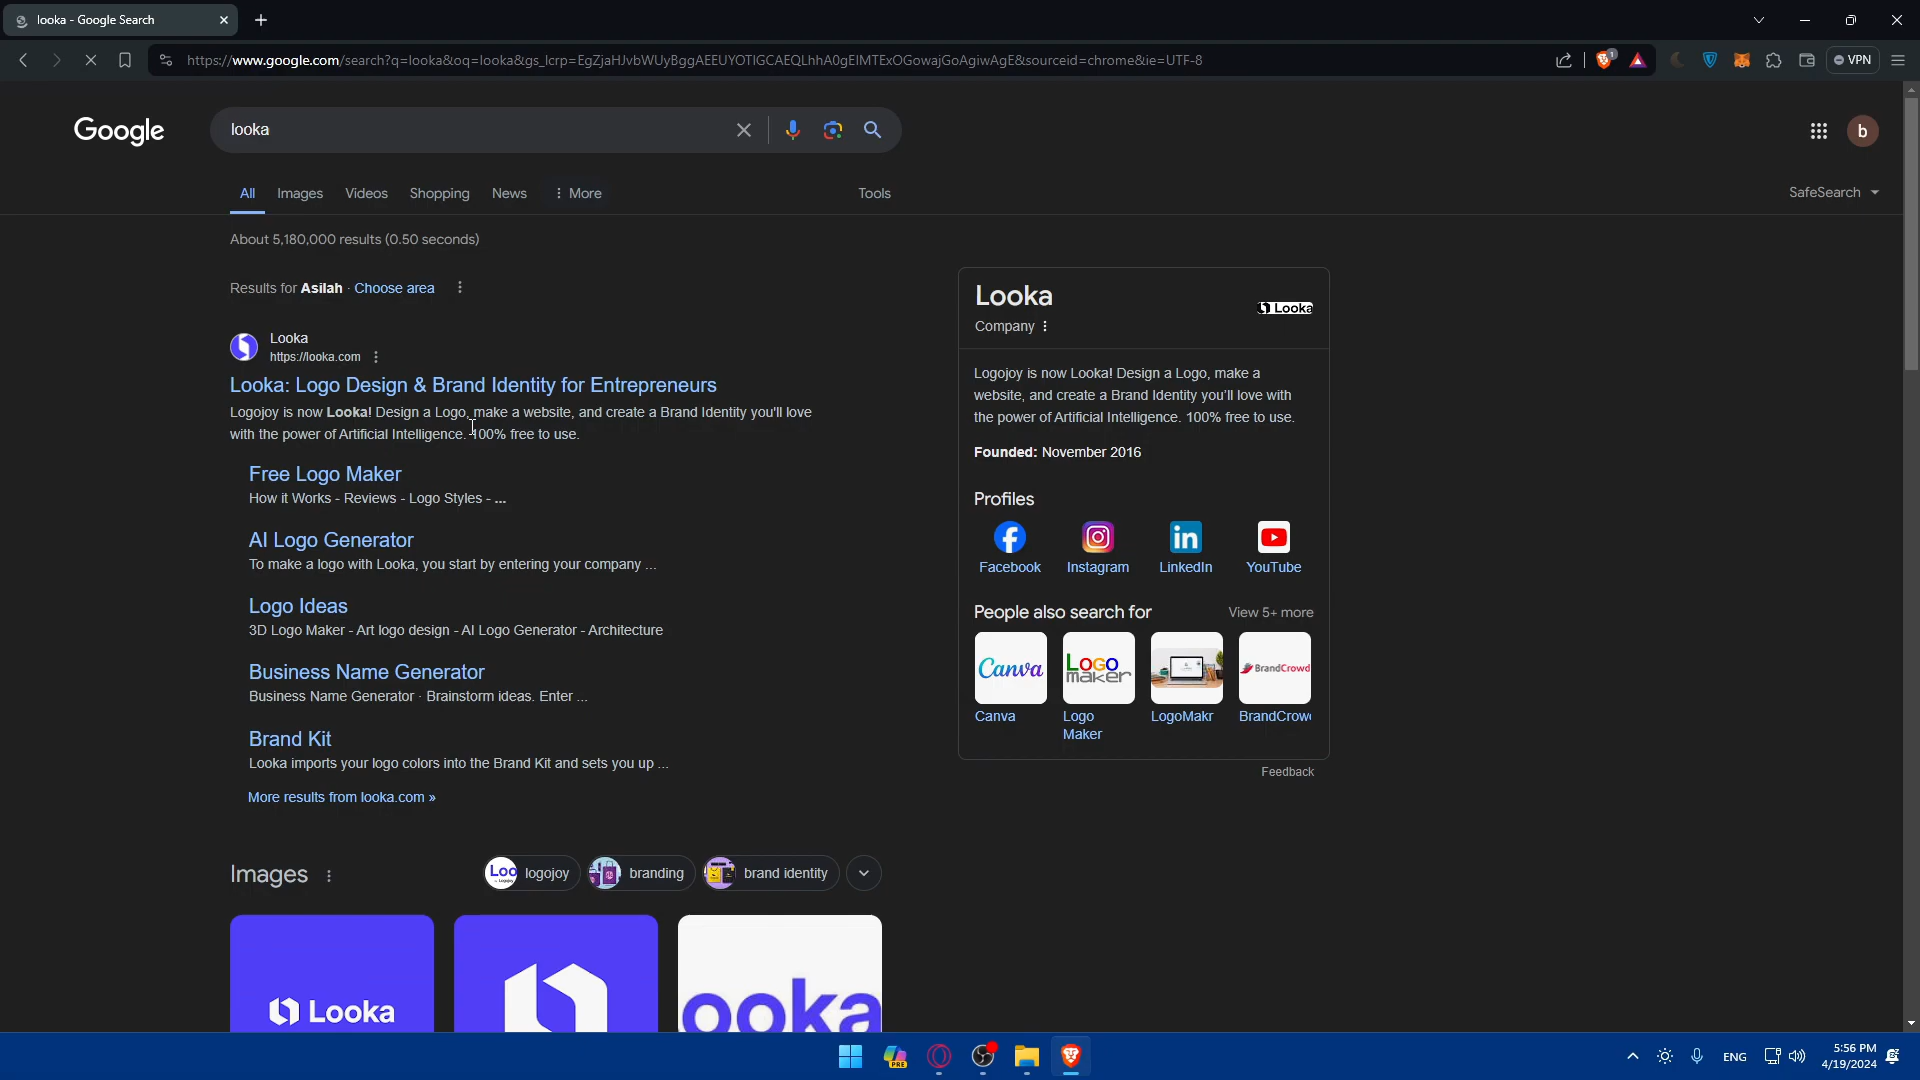 looka - Google Search
https://www.google.com/search?q=looka&oq=looka&gs_lcrp=EgZjaHJvbWUyBggAEEUYOTIGCAEQLhhA0gEIMTExOGowajGoAgiwAgE&sourceid=chrome&ie=UTF-8
1
VPN
Google
looka
b
All
Images
Videos
Shopping
News
More
Tools
SafeSearch
About 5,180,000 results (0.50 seconds)
Results for Asilah · Choose area
Looka
https://looka.com
Looka: Logo Design & Brand Identity for Entrepreneurs
Logojoy is now Looka! Design a Logo, make a website, and create a Brand Identity you'll love
with the power of Artificial Intelligence. 100% free to use.
Free Logo Maker
How it Works - Reviews - Logo Styles - ...
AI Logo Generator
To make a logo with Looka, you start by entering your company ...
Logo Ideas
3D Logo Maker - Art logo design - AI Logo Generator - Architecture
Business Name Generator
Business Name Generator · Brainstorm ideas. Enter ...
Brand Kit
Looka imports your logo colors into the Brand Kit and sets you up ...
More results from looka.com »
Images
Loo
logojoy
branding
brand identity
Looka
ooka
Looka
Company
Looka
Logojoy is now Looka! Design a Logo, make a
website, and create a Brand Identity you'll love with
the power of Artificial Intelligence. 100% free to use.
Founded: November 2016
Profiles
Facebook
Instagram
LinkedIn
YouTube
People also search for
View 5+ more
Canva
LOGO
maker
BrandCrowd
Canva
Logo
Maker
LogoMakr
BrandCrow
Feedback
PRE
ENG
5:56 PM
4/19/2024